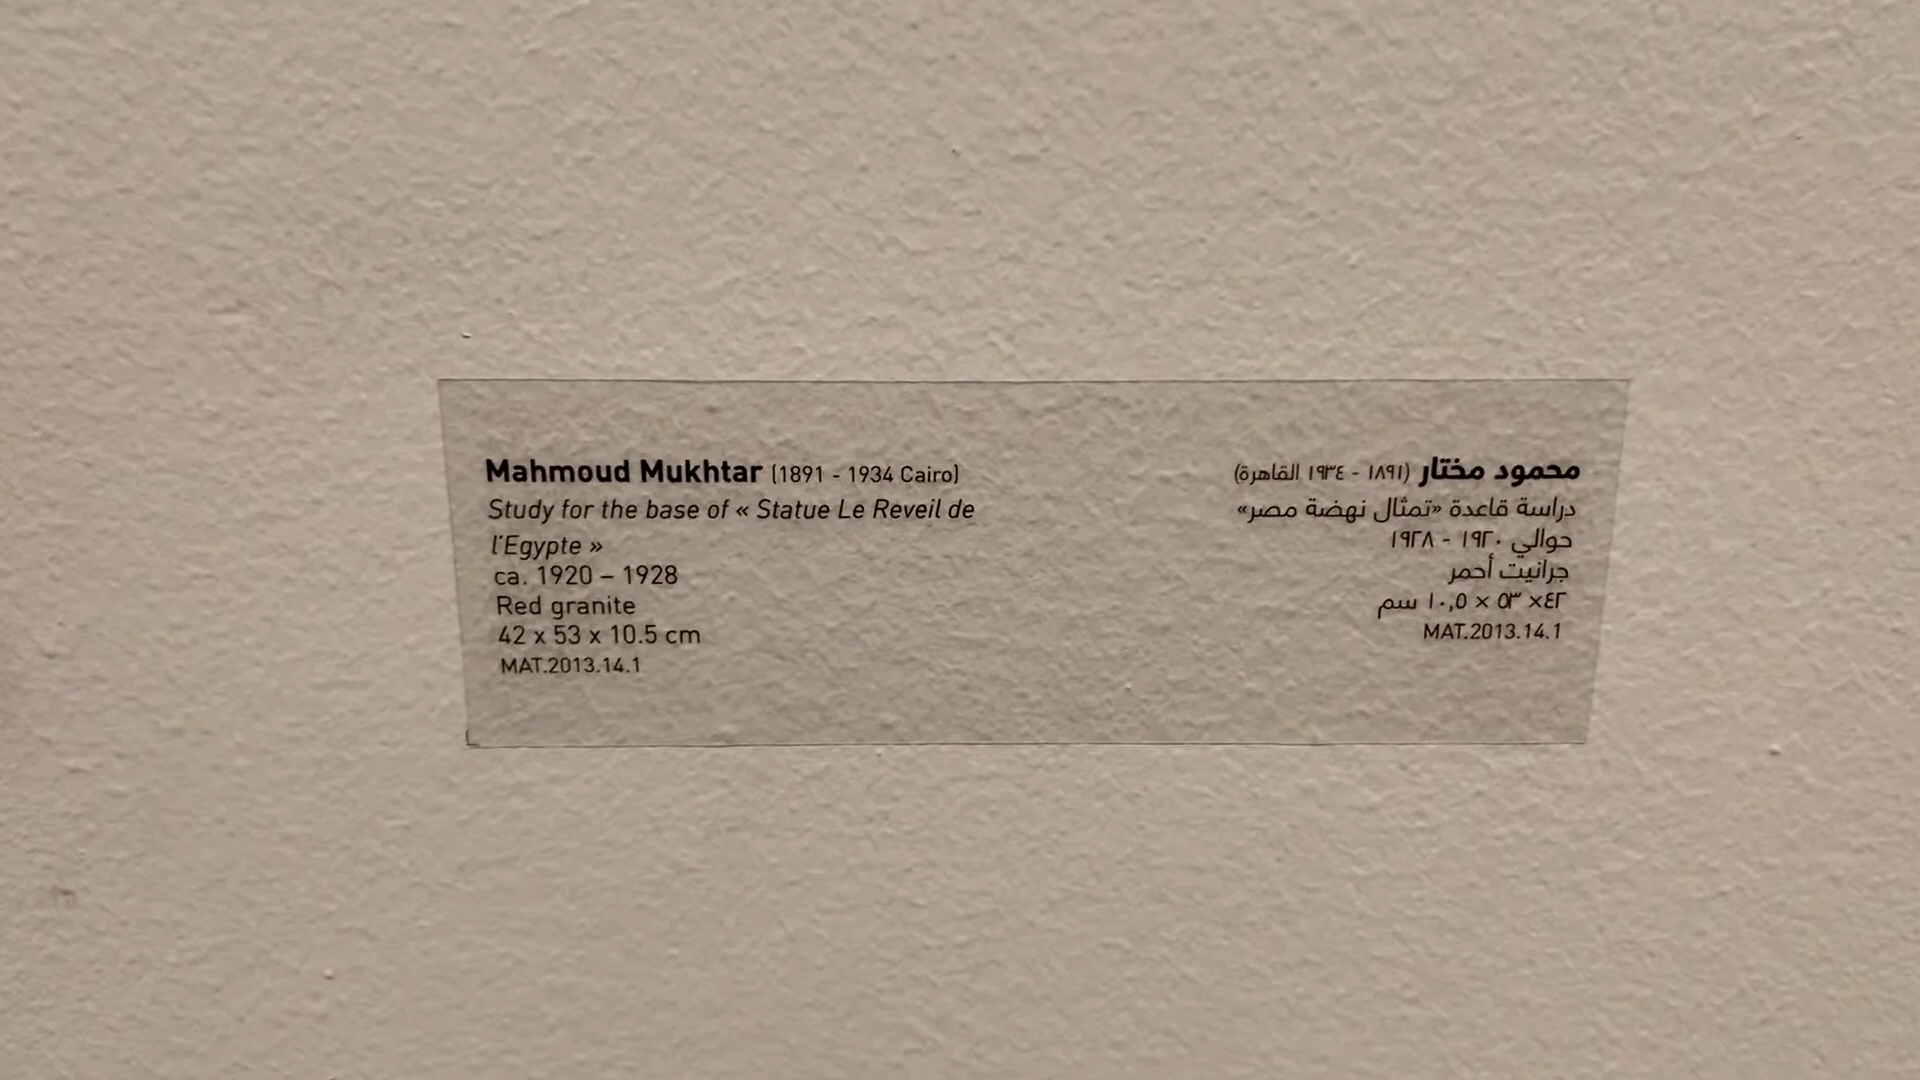 Mahmoud Mukhtar (1891 - 1934 Cairo)
Study for the base of « Statue Le Reveil de
l'Egypte »
ca. 1920 – 1928
Red granite
42 x 53 x 10.5 cm
MAT.2013.14.1
محمود مختار (١٨٩١ - ١٩٣٤ القاهرة)
دراسة قاعدة «تمثال نهضة مصر»
حوالي ١٩٢٠ - ١٩٢٨
جرانيت أحمر
٤٢× ٥٣ × ١٠,٥ سم
MAT.2013.14.1